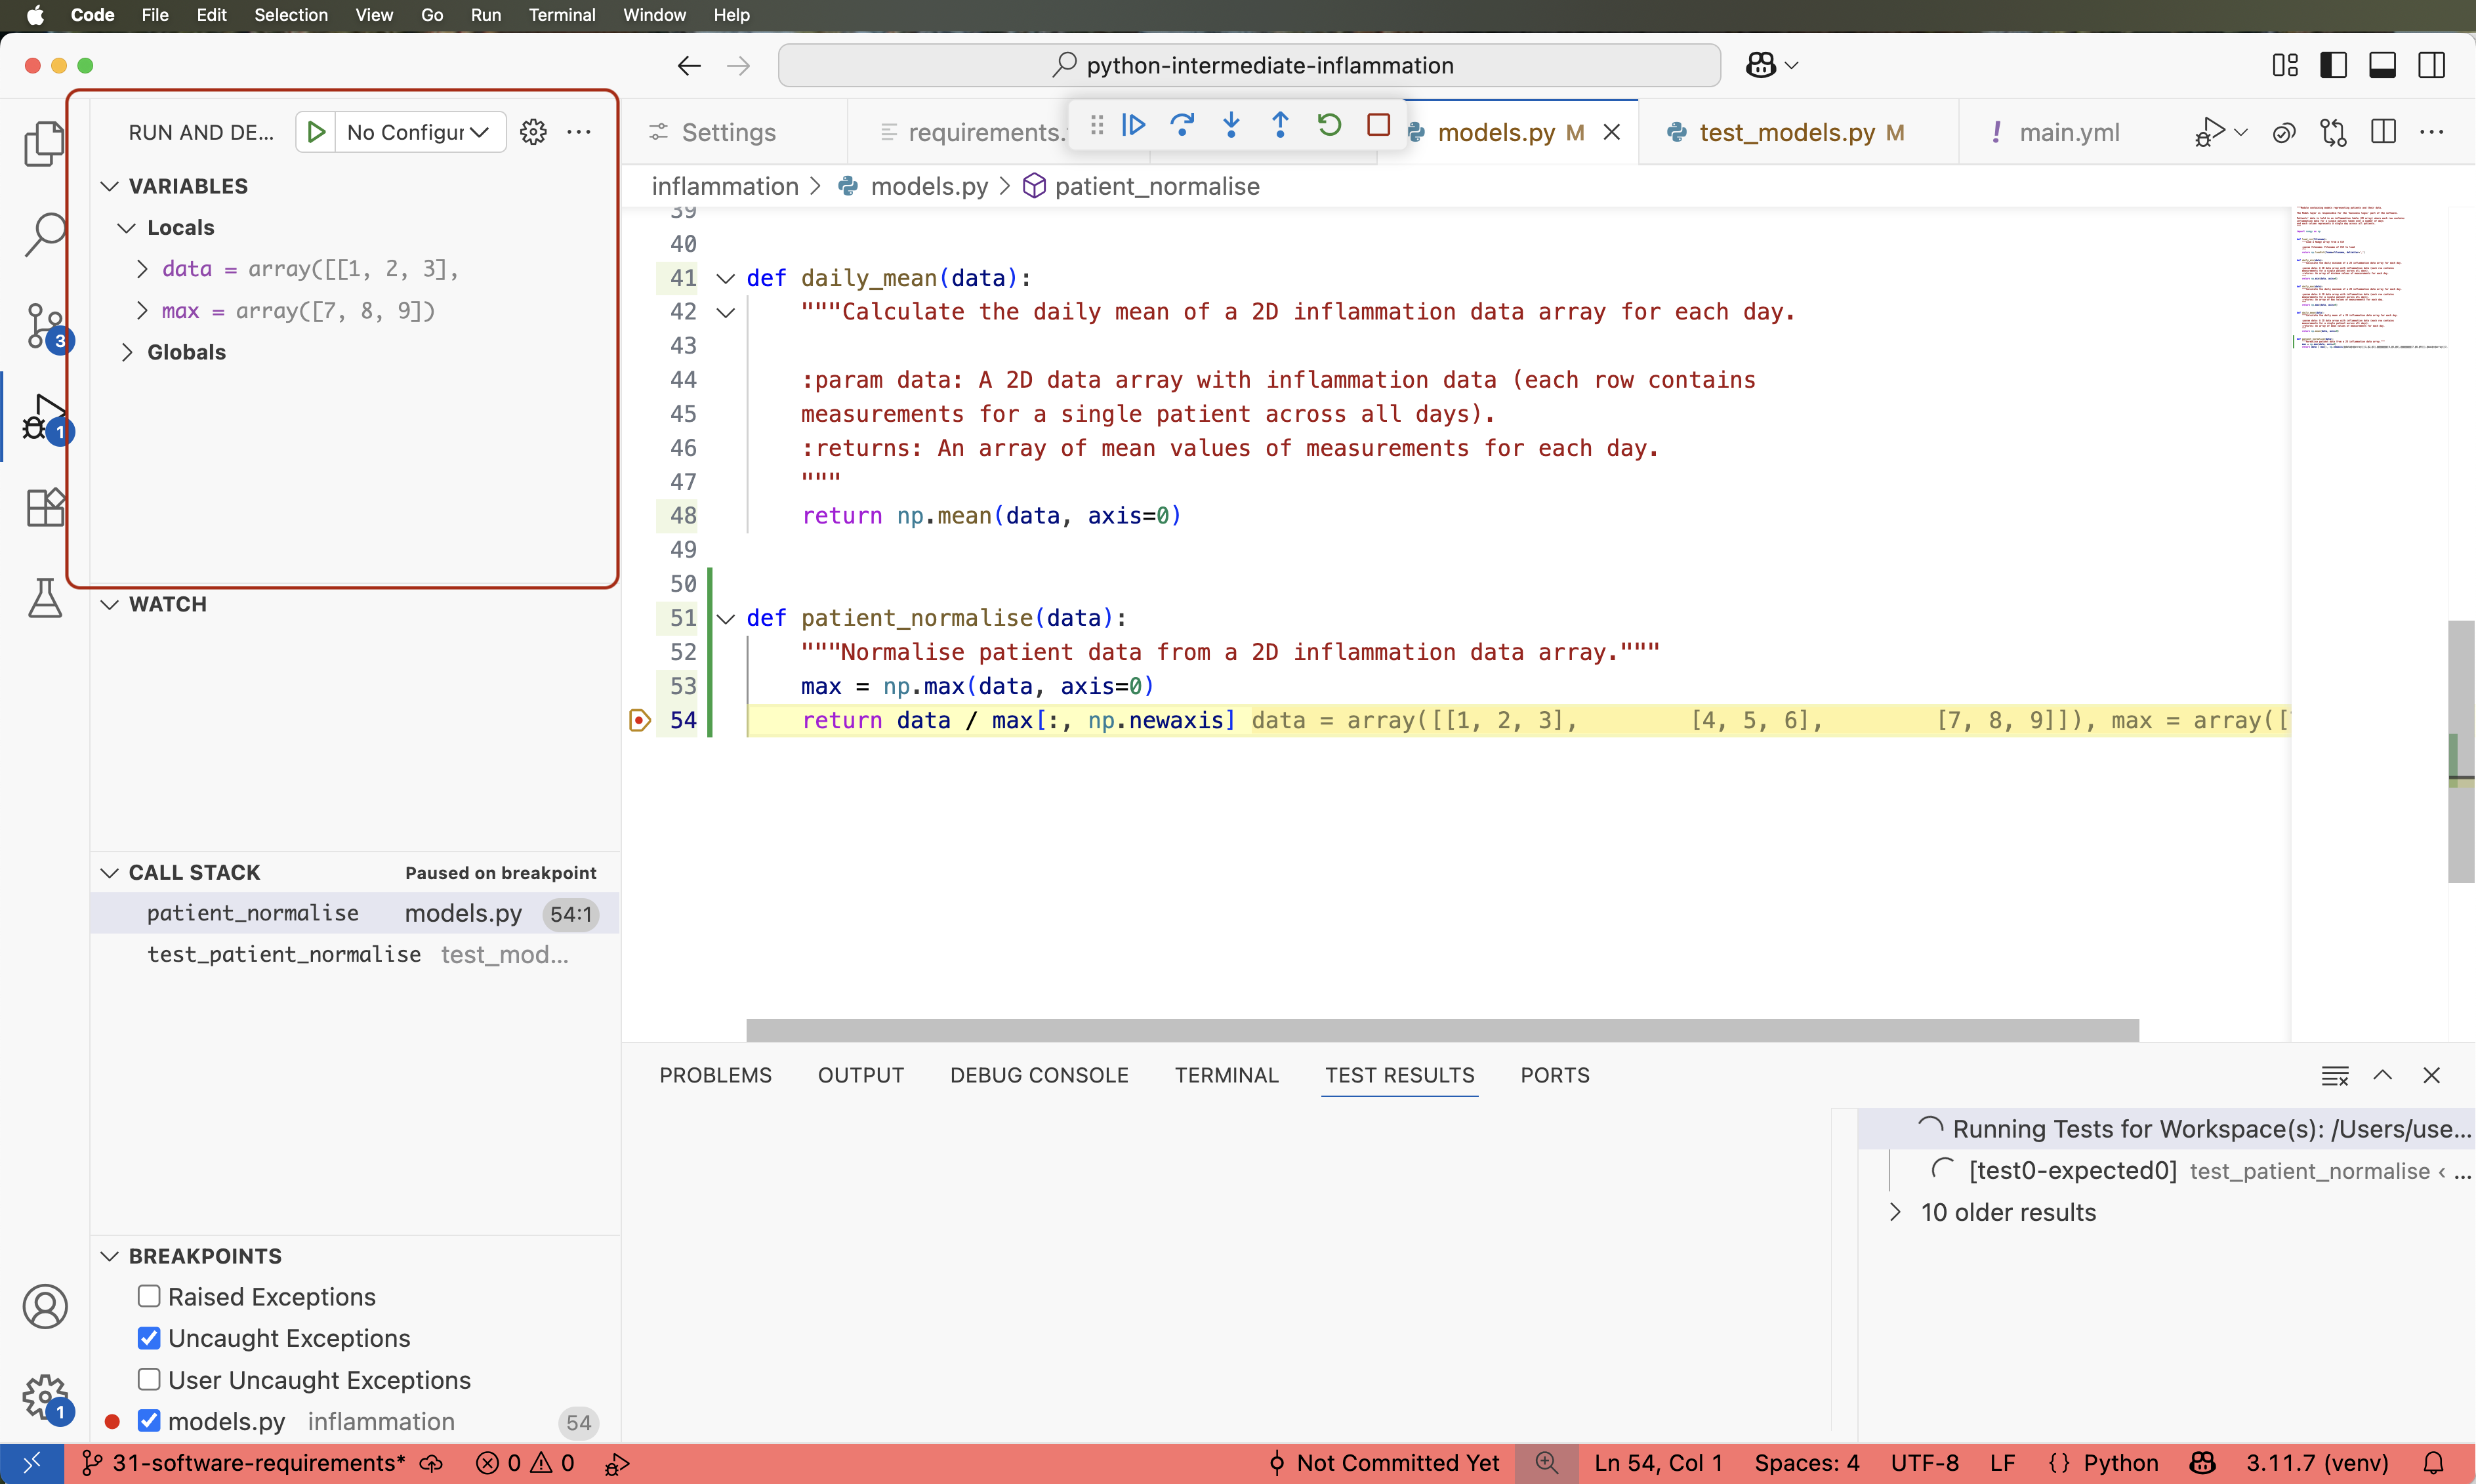 Code File Edit Selection View Go Run Terminal Window Help
python-intermediate-inflammation
RUN AND DE... No Configur
Settings requirements. models.py M test_models.py M ! main.yml
inflammation > models.py > patient_normalise
VARIABLES
Locals
data = array([[1, 2, 3],
max = array([7, 8, 9])
Globals
3
1
WATCH
CALL STACK Paused on breakpoint
patient_normalise models.py 54:1
test_patient_normalise test_mod...
BREAKPOINTS
Raised Exceptions
Uncaught Exceptions
User Uncaught Exceptions
models.py inflammation 54
1
39
40
41 def daily_mean(data):
42 """Calculate the daily mean of a 2D inflammation data array for each day.
43
44 :param data: A 2D data array with inflammation data (each row contains
45 measurements for a single patient across all days).
46 :returns: An array of mean values of measurements for each day.
47 """
48 return np.mean(data, axis=0)
49
50
51 def patient_normalise(data):
52 """Normalise patient data from a 2D inflammation data array."""
53 max = np.max(data, axis=0)
54 return data / max[:, np.newaxis] data = array([[1, 2, 3], [4, 5, 6], [7, 8, 9]]), max = array([
PROBLEMS OUTPUT DEBUG CONSOLE TERMINAL TEST RESULTS PORTS
Running Tests for Workspace(s): /Users/use...
[test0-expected0] test_patient_normalise ‹ ...
10 older results
31-software-requirements* 0 0 Not Committed Yet Ln 54, Col 1 Spaces: 4 UTF-8 LF {} Python 3.11.7 (venv)